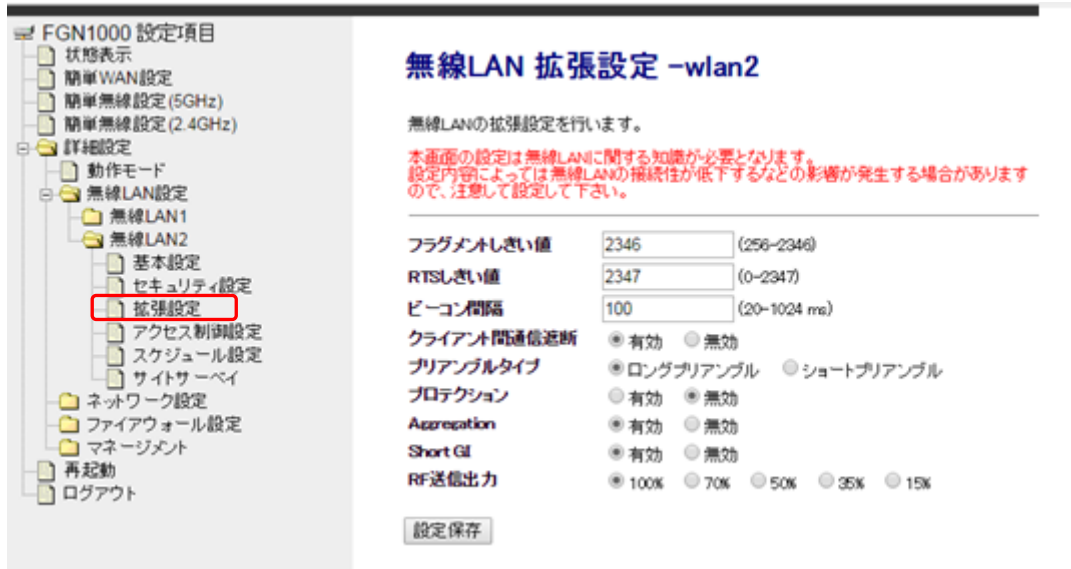 FGN1000 設定項目
状態表示
簡単WAN設定
簡単無線設定(5GHz)
簡単無線設定(2.4GHz)
詳細設定
動作モード
無線LAN設定
無線LAN1
無線LAN2
基本設定
セキュリティ設定
拡張設定
アクセス制御設定
スケジュール設定
サイトサーベイ
ネットワーク設定
ファイアウォール設定
マネージメント
再起動
ログアウト
無線LAN 拡張設定 -wlan2
無線LANの拡張設定を行います。
本画面の設定は無線LANに関する知識が必要となります。
設定内容によっては無線LANの接続性が低下するなどの影響が発生する場合があります
ので、注意して設定して下さい。
フラグメントしきい値 2346 (256-2346)
RTSしきい値 2347 (0-2347)
ビーコン間隔 100 (20-1024 ms)
クライアント間通信遮断 有効 無効
プリアンブルタイプ ロングプリアンブル ショートプリアンブル
プロテクション 有効 無効
Aggregation 有効 無効
Short GI 有効 無効
RF送信出力 100% 70% 50% 35% 15%
設定保存